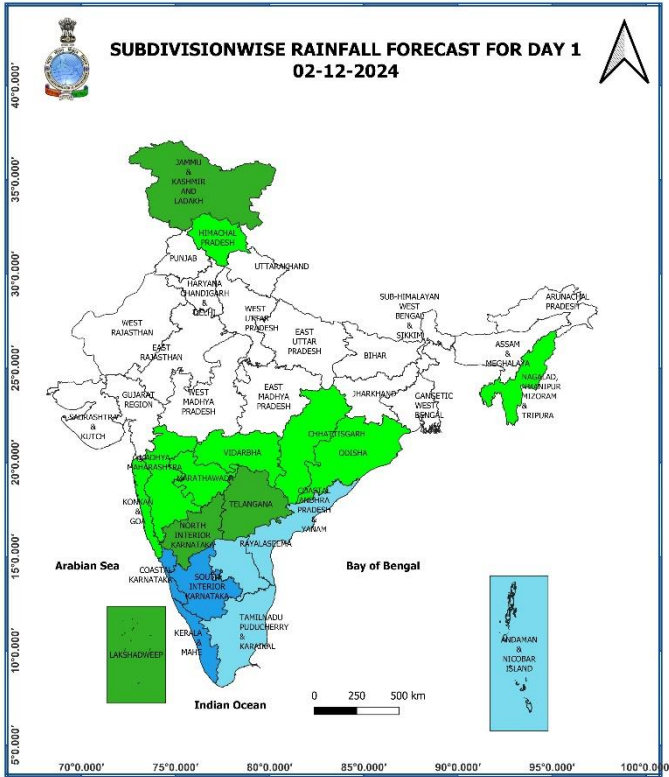 SUBDIVISIONWISE RAINFALL FORECAST FOR DAY 1
02-12-2024
40°0.000'
35°0.000'
30°0.000'
25°0.000'
20°0.000'
15°0.000'
10°0.000'
5°0.000'
JAMMU
&
KASHMIR
AND
LADAKH
HIMACHAL
PRADESH
PUNJAB
UTTARAKHAND
HARYANA
CHANDIGARH
&
DELHI
WEST
UTTAR
PRADESH
EAST
UTTAR
PRADESH
WEST
RAJASTHAN
EAST
RAJASTHAN
SUB-HIMALAYAN
WEST
BENGAL
&
SIKKIM
ARUNACHAL
PRADESH
ASSAM
&
MEGHALAYA
NAGALAD,
MANIPUR
MIZORAM
&
TRIPURA
BIHAR
JHARKHAND
GANGETIC
WEST
BENGAL
GUJARAT
REGION
SAURASHTRA
&
KUTCH
WEST
MADHYA
PRADESH
EAST
MADHYA
PRADESH
CHHATTISGARH
ODISHA
VIDARBHA
MADHYA
MAHARASHTRA
MARATHAWADA
KONKAN
&
GOA
TELANGANA
COASTAL
ANDHRA
PRADESH
&
YANAM
NORTH
INTERIOR
KARNATAKA
RAYALASEEMA
COASTAL
KARNATAKA
SOUTH
INTERIOR
KARNATAKA
TAMILNADU
PUDUCHERRY
&
KARAIKAL
KERALA
&
MAHE
LAKSHADWEEP
ANDAMAN
&
NICOBAR
ISLAND
Arabian Sea
Bay of Bengal
Indian Ocean
0 250 500 km
70°0.000' 75°0.000' 80°0.000' 85°0.000' 90°0.000' 95°0.000' 100°0.000'